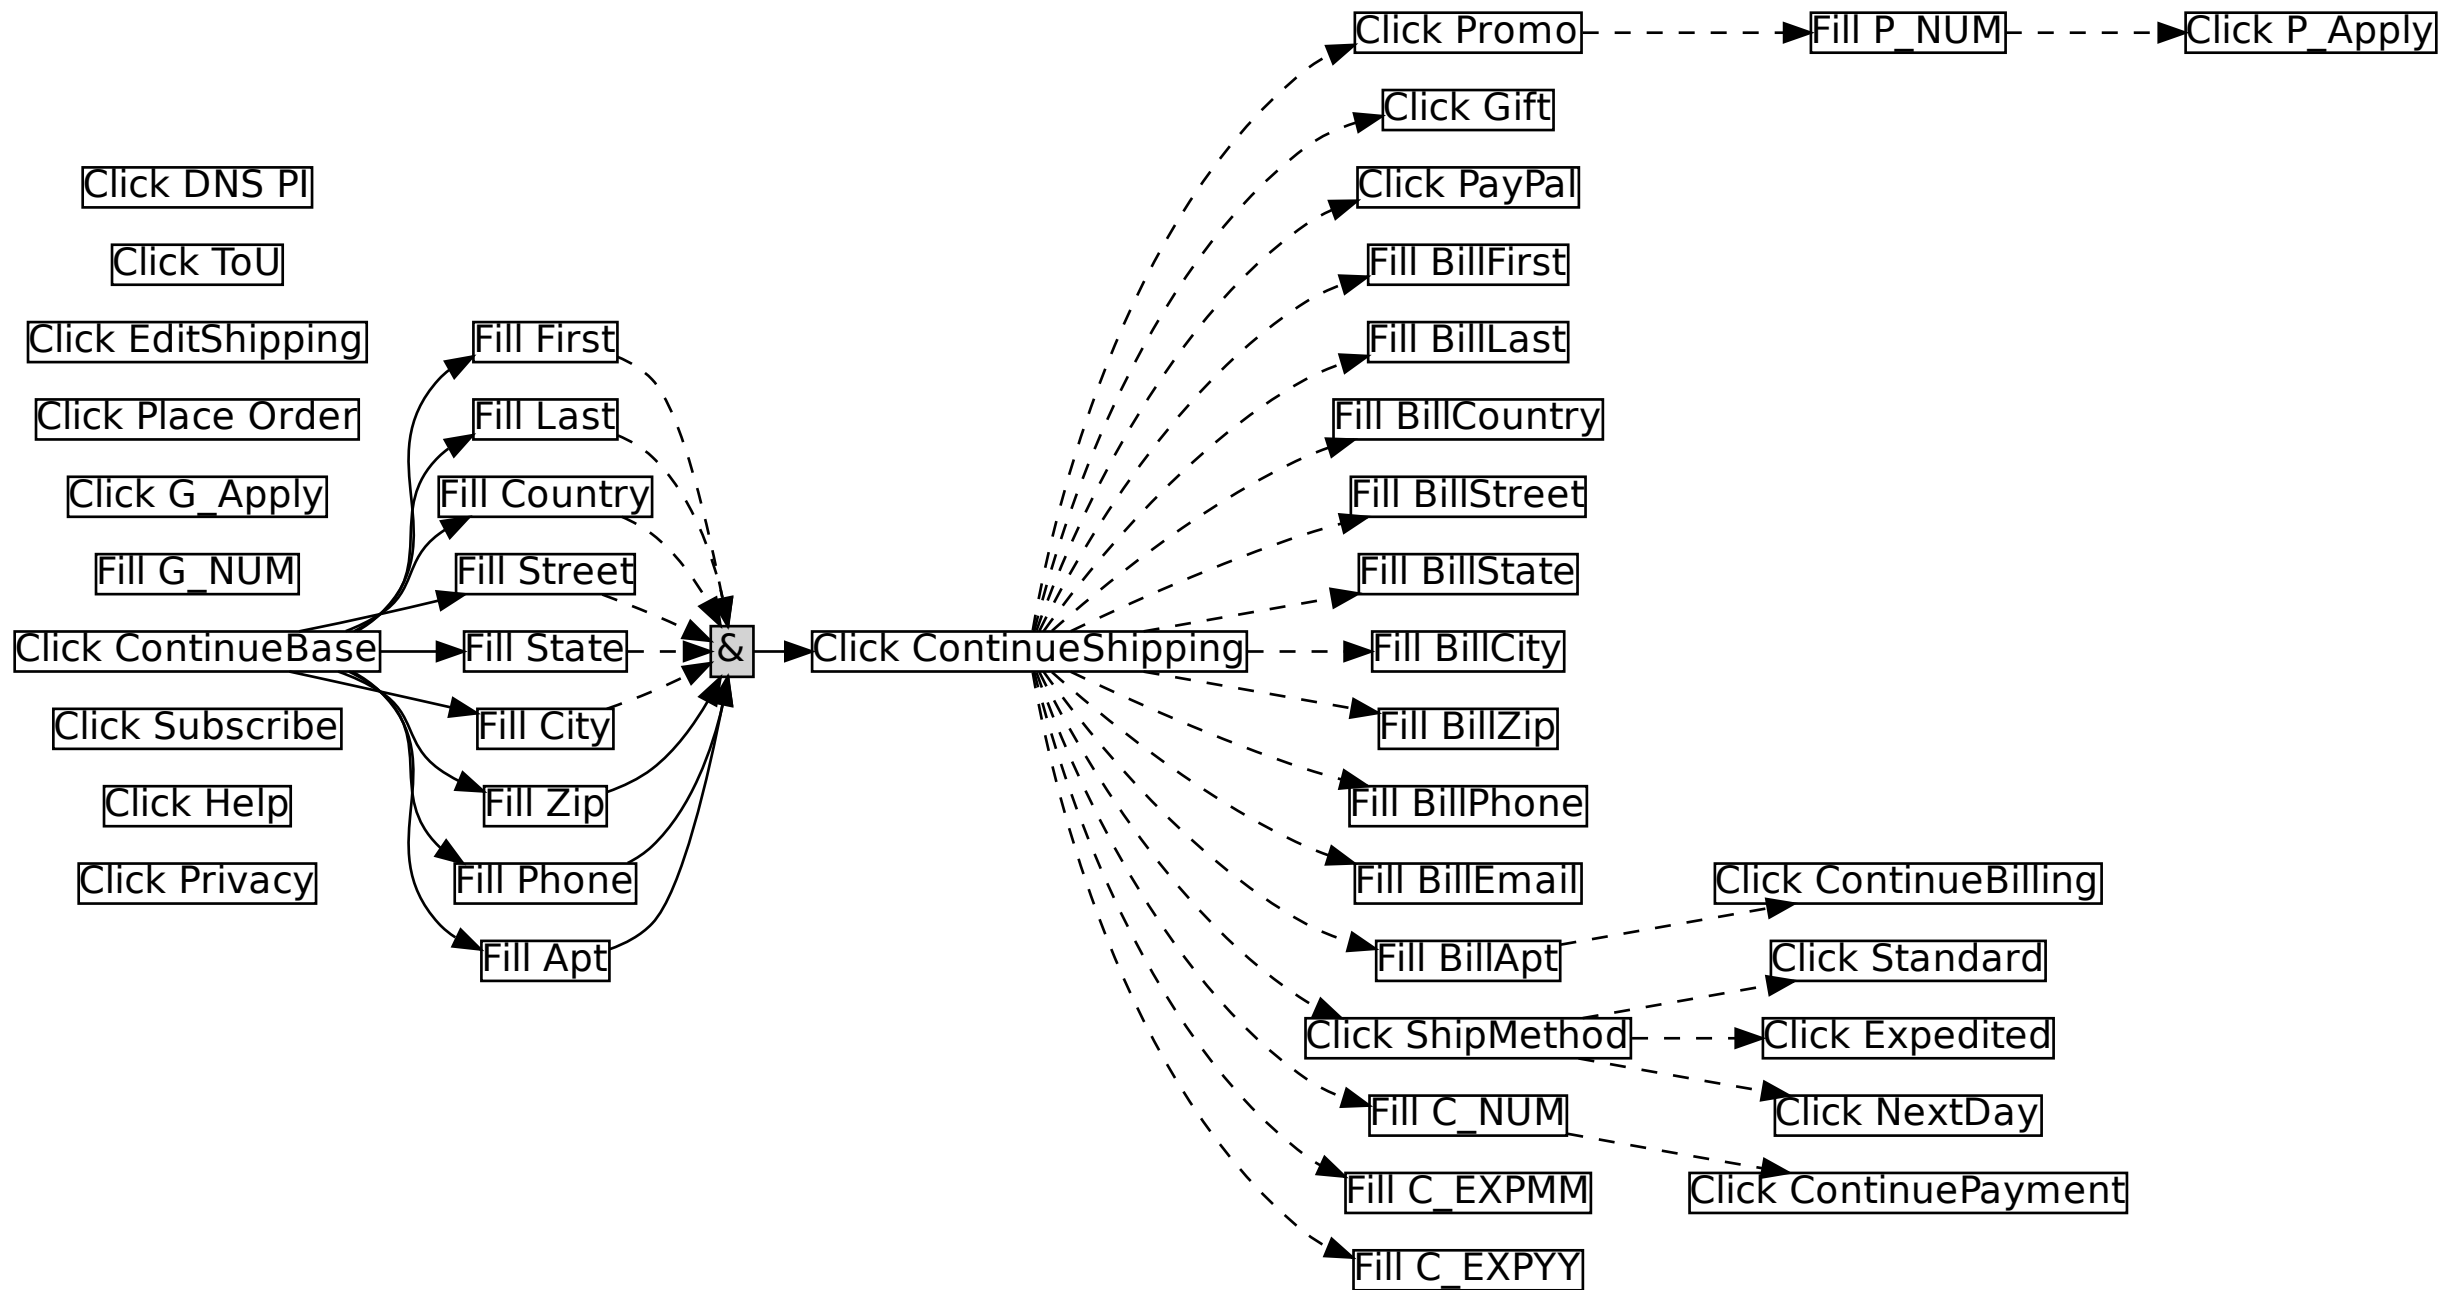 Click Promo
Fill P_NUM
Click P_Apply
Click Gift
Click DNS PI
Click PayPal
Click ToU
Fill BillFirst
Click EditShipping
Fill First
Fill BillLast
Click Place Order
Fill Last
Fill BillCountry
Click G_Apply
Fill Country
Fill BillStreet
Fill G_NUM
Fill Street
Fill BillState
Click ContinueBase
Fill State
&
Click ContinueShipping
Fill BillCity
Click Subscribe
Fill City
Fill BillZip
Click Help
Fill Zip
Fill BillPhone
Click Privacy
Fill Phone
Fill BillEmail
Click ContinueBilling
Fill Apt
Fill BillApt
Click Standard
Click ShipMethod
Click Expedited
Fill C_NUM
Click NextDay
Fill C_EXPMM
Click ContinuePayment
Fill C_EXPYY